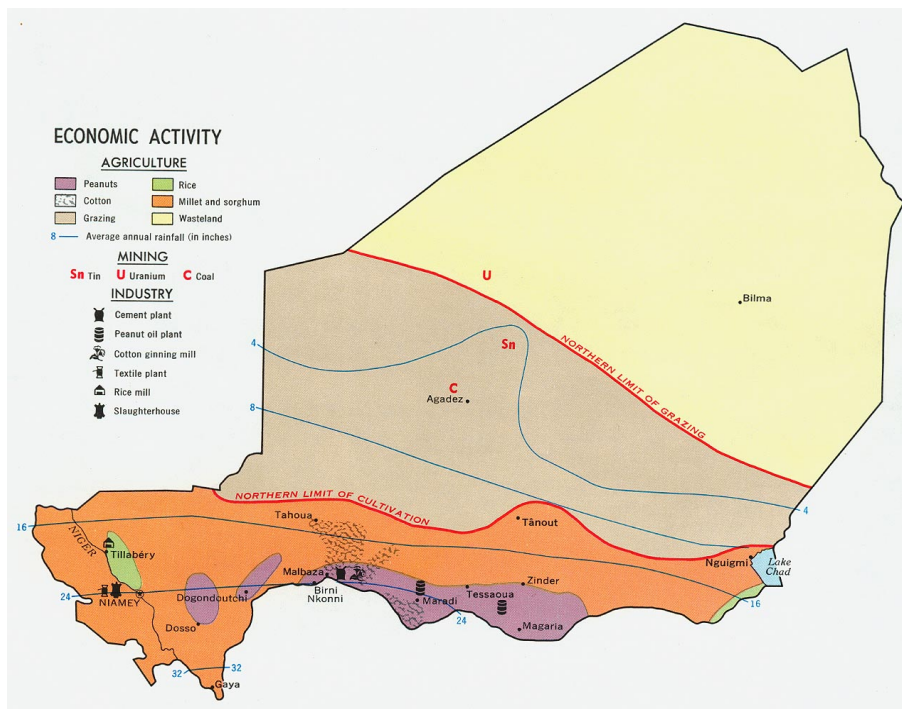 ECONOMIC ACTIVITY
AGRICULTURE
Peanuts
Rice
Cotton
Millet and sorghum
Grazing
Wasteland
8 Average annual rainfall (in inches)
MINING
Sn Tin U Uranium C Coal
INDUSTRY
Cement plant
Peanut oil plant
Cotton ginning mill
Textile plant
Rice mill
Slaughterhouse
U
Bilma
4
Sn
NORTHERN LIMIT OF GRAZING
C
Agadez
8
NORTHERN LIMIT OF CULTIVATION
4
16
NIGER
Tahoua
Tânout
Tillabéry
Nguigmi
Lake
Chad
Malbaza
Birni
Nkonni
Zinder
24
NIAMEY
Dogondoutchi
Maradi
Tessaoua
16
24
Dosso
Magaria
32
32
Gaya